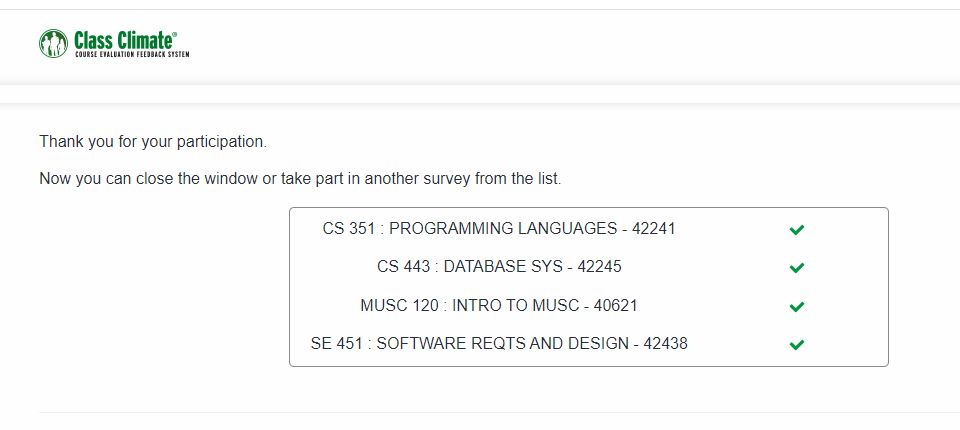 Class Climate®
COURSE EVALUATION FEEDBACK SYSTEM
Thank you for your participation.
Now you can close the window or take part in another survey from the list.
CS 351 : PROGRAMMING LANGUAGES - 42241
CS 443 : DATABASE SYS - 42245
MUSC 120 : INTRO TO MUSC - 40621
SE 451 : SOFTWARE REQTS AND DESIGN - 42438